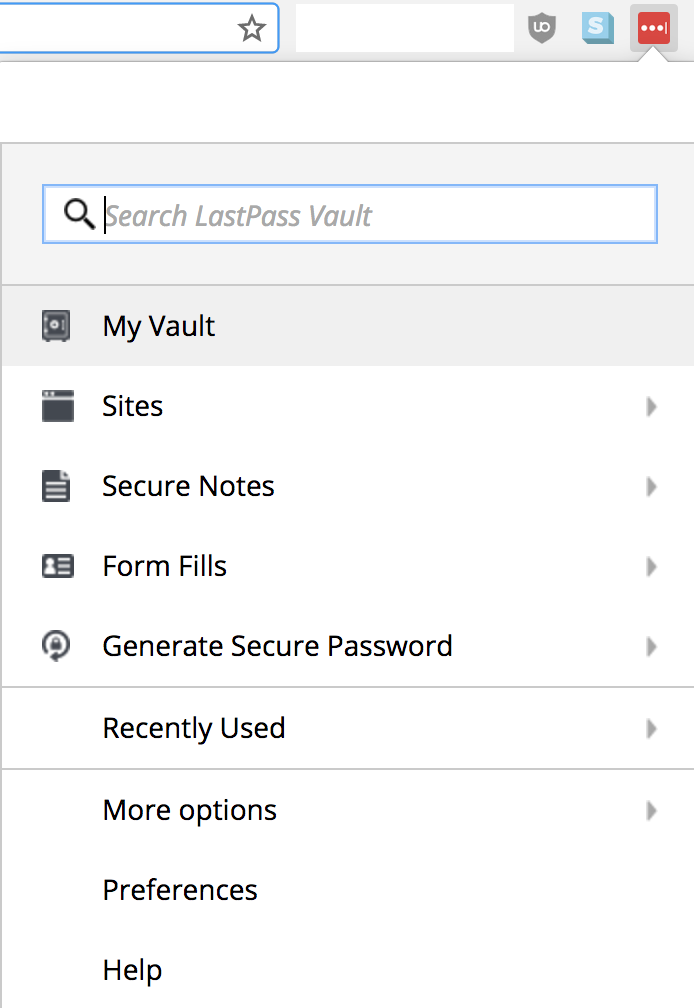 uo
S
Search LastPass Vault
My Vault
Sites
Secure Notes
Form Fills
Generate Secure Password
Recently Used
More options
Preferences
Help